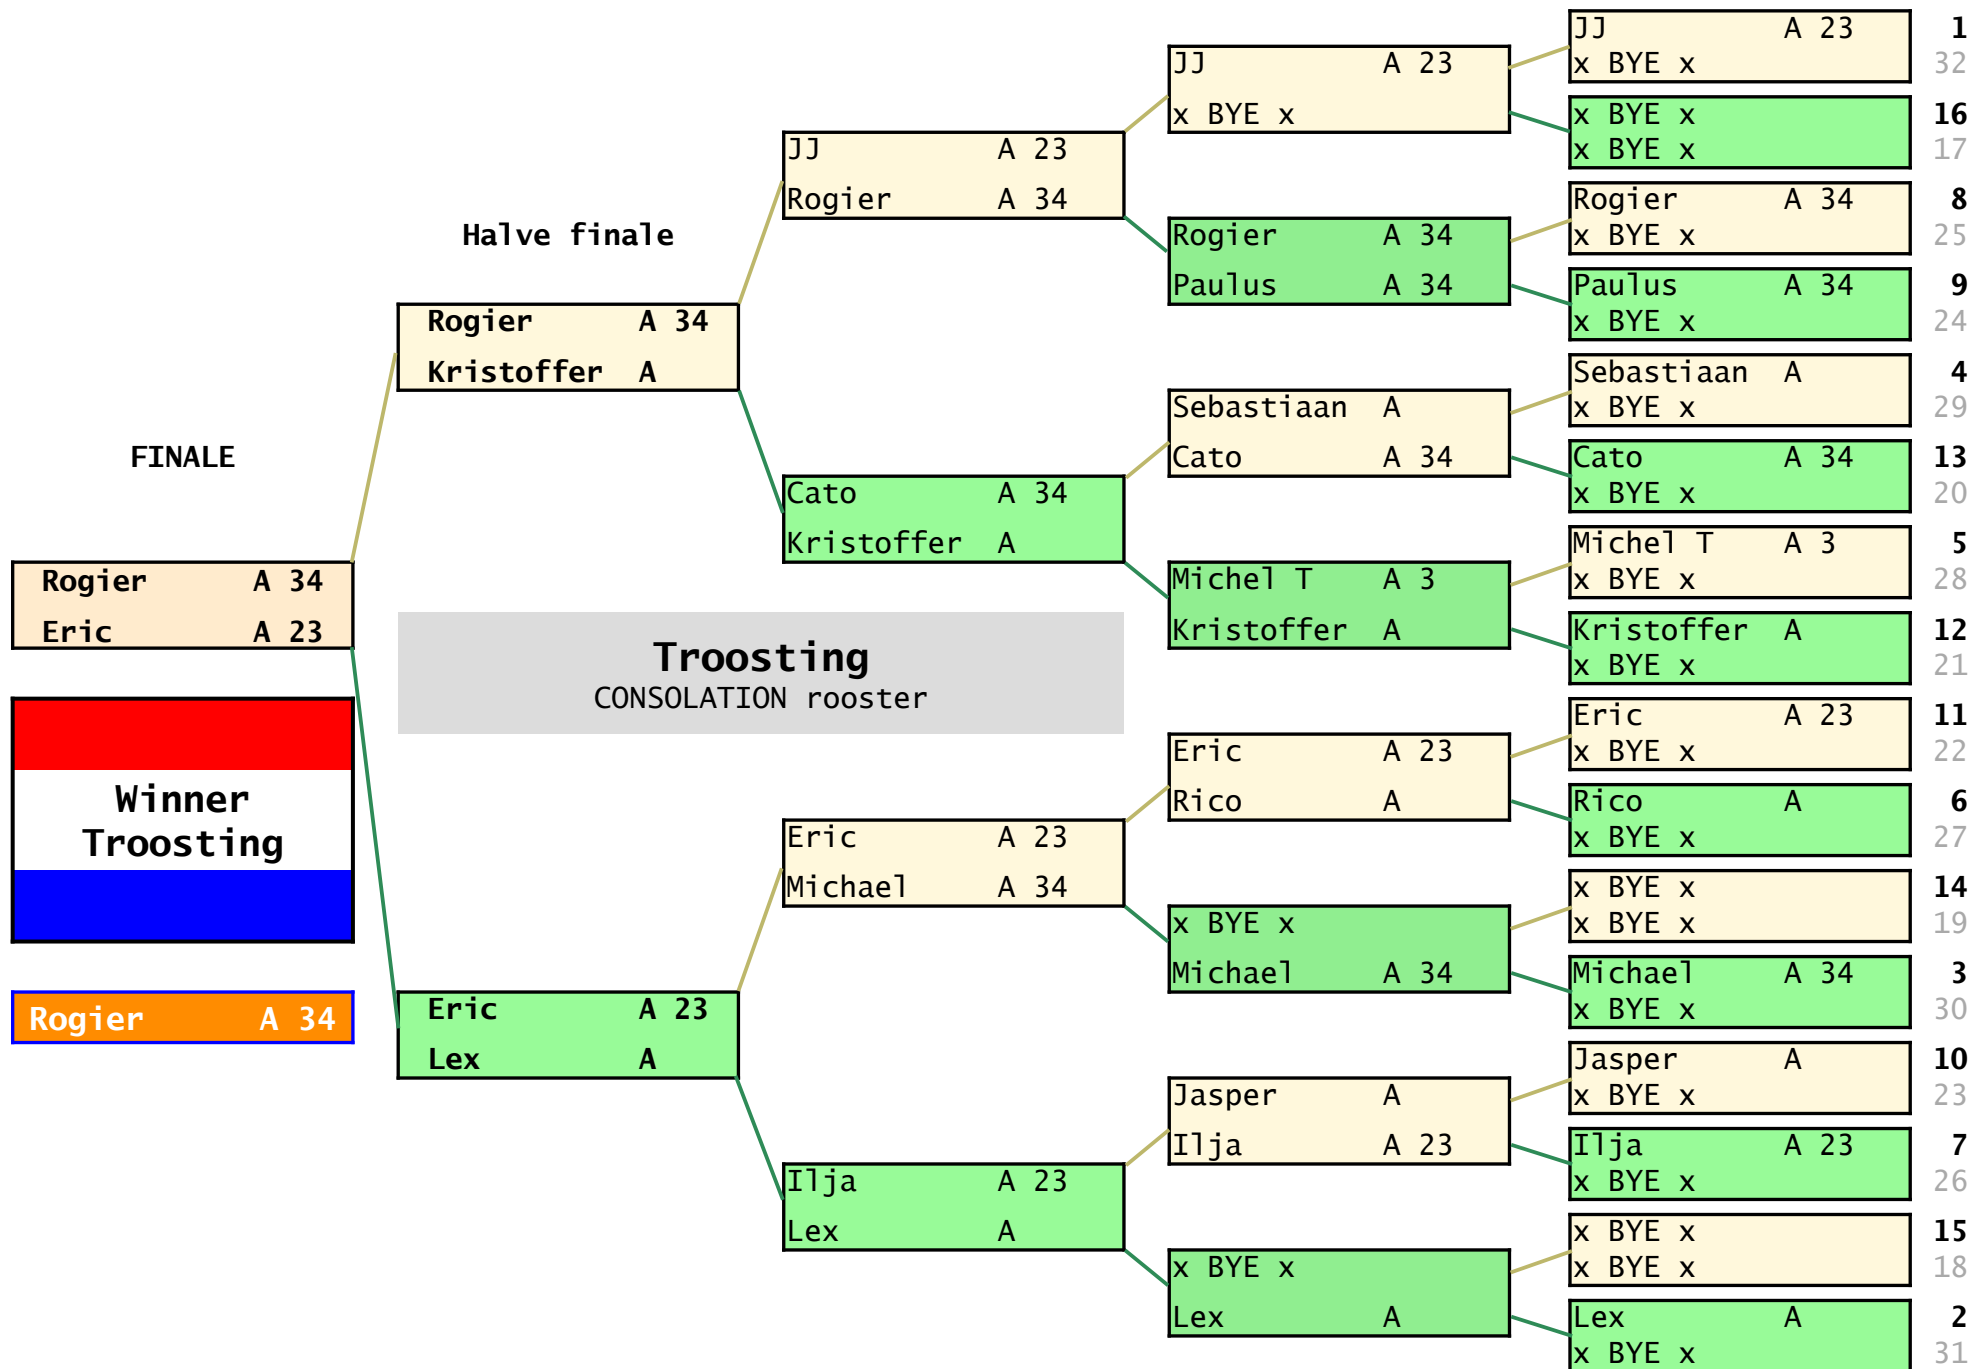 FINALE
Rogier A 34
Eric A 23
Winner
Troosting
Rogier A 34
Halve finale
Rogier A 34
Kristoffer A
Troosting
CONSOLATION rooster
Eric A 23
Lex A
JJ A 23
Rogier A 34
Cato A 34
Kristoffer A
Eric A 23
Michael A 34
Ilja A 23
Lex A
JJ A 23
x BYE x
Rogier A 34
Paulus A 34
Sebastiaan A
Cato A 34
Michel T A 3
Kristoffer A
Eric A 23
Rico A
x BYE x
Michael A 34
Jasper A
Ilja A 23
x BYE x
Lex A
JJ A 23 1
x BYE x 32
x BYE x 16
x BYE x 17
Rogier A 34 8
x BYE x 25
Paulus A 34 9
x BYE x 24
Sebastiaan A 4
x BYE x 29
Cato A 34 13
x BYE x 20
Michel T A 3 5
x BYE x 28
Kristoffer A 12
x BYE x 21
Eric A 23 11
x BYE x 22
Rico A 6
x BYE x 27
x BYE x 14
x BYE x 19
Michael A 34 3
x BYE x 30
Jasper A 10
x BYE x 23
Ilja A 23 7
x BYE x 26
x BYE x 15
x BYE x 18
Lex A 2
x BYE x 31